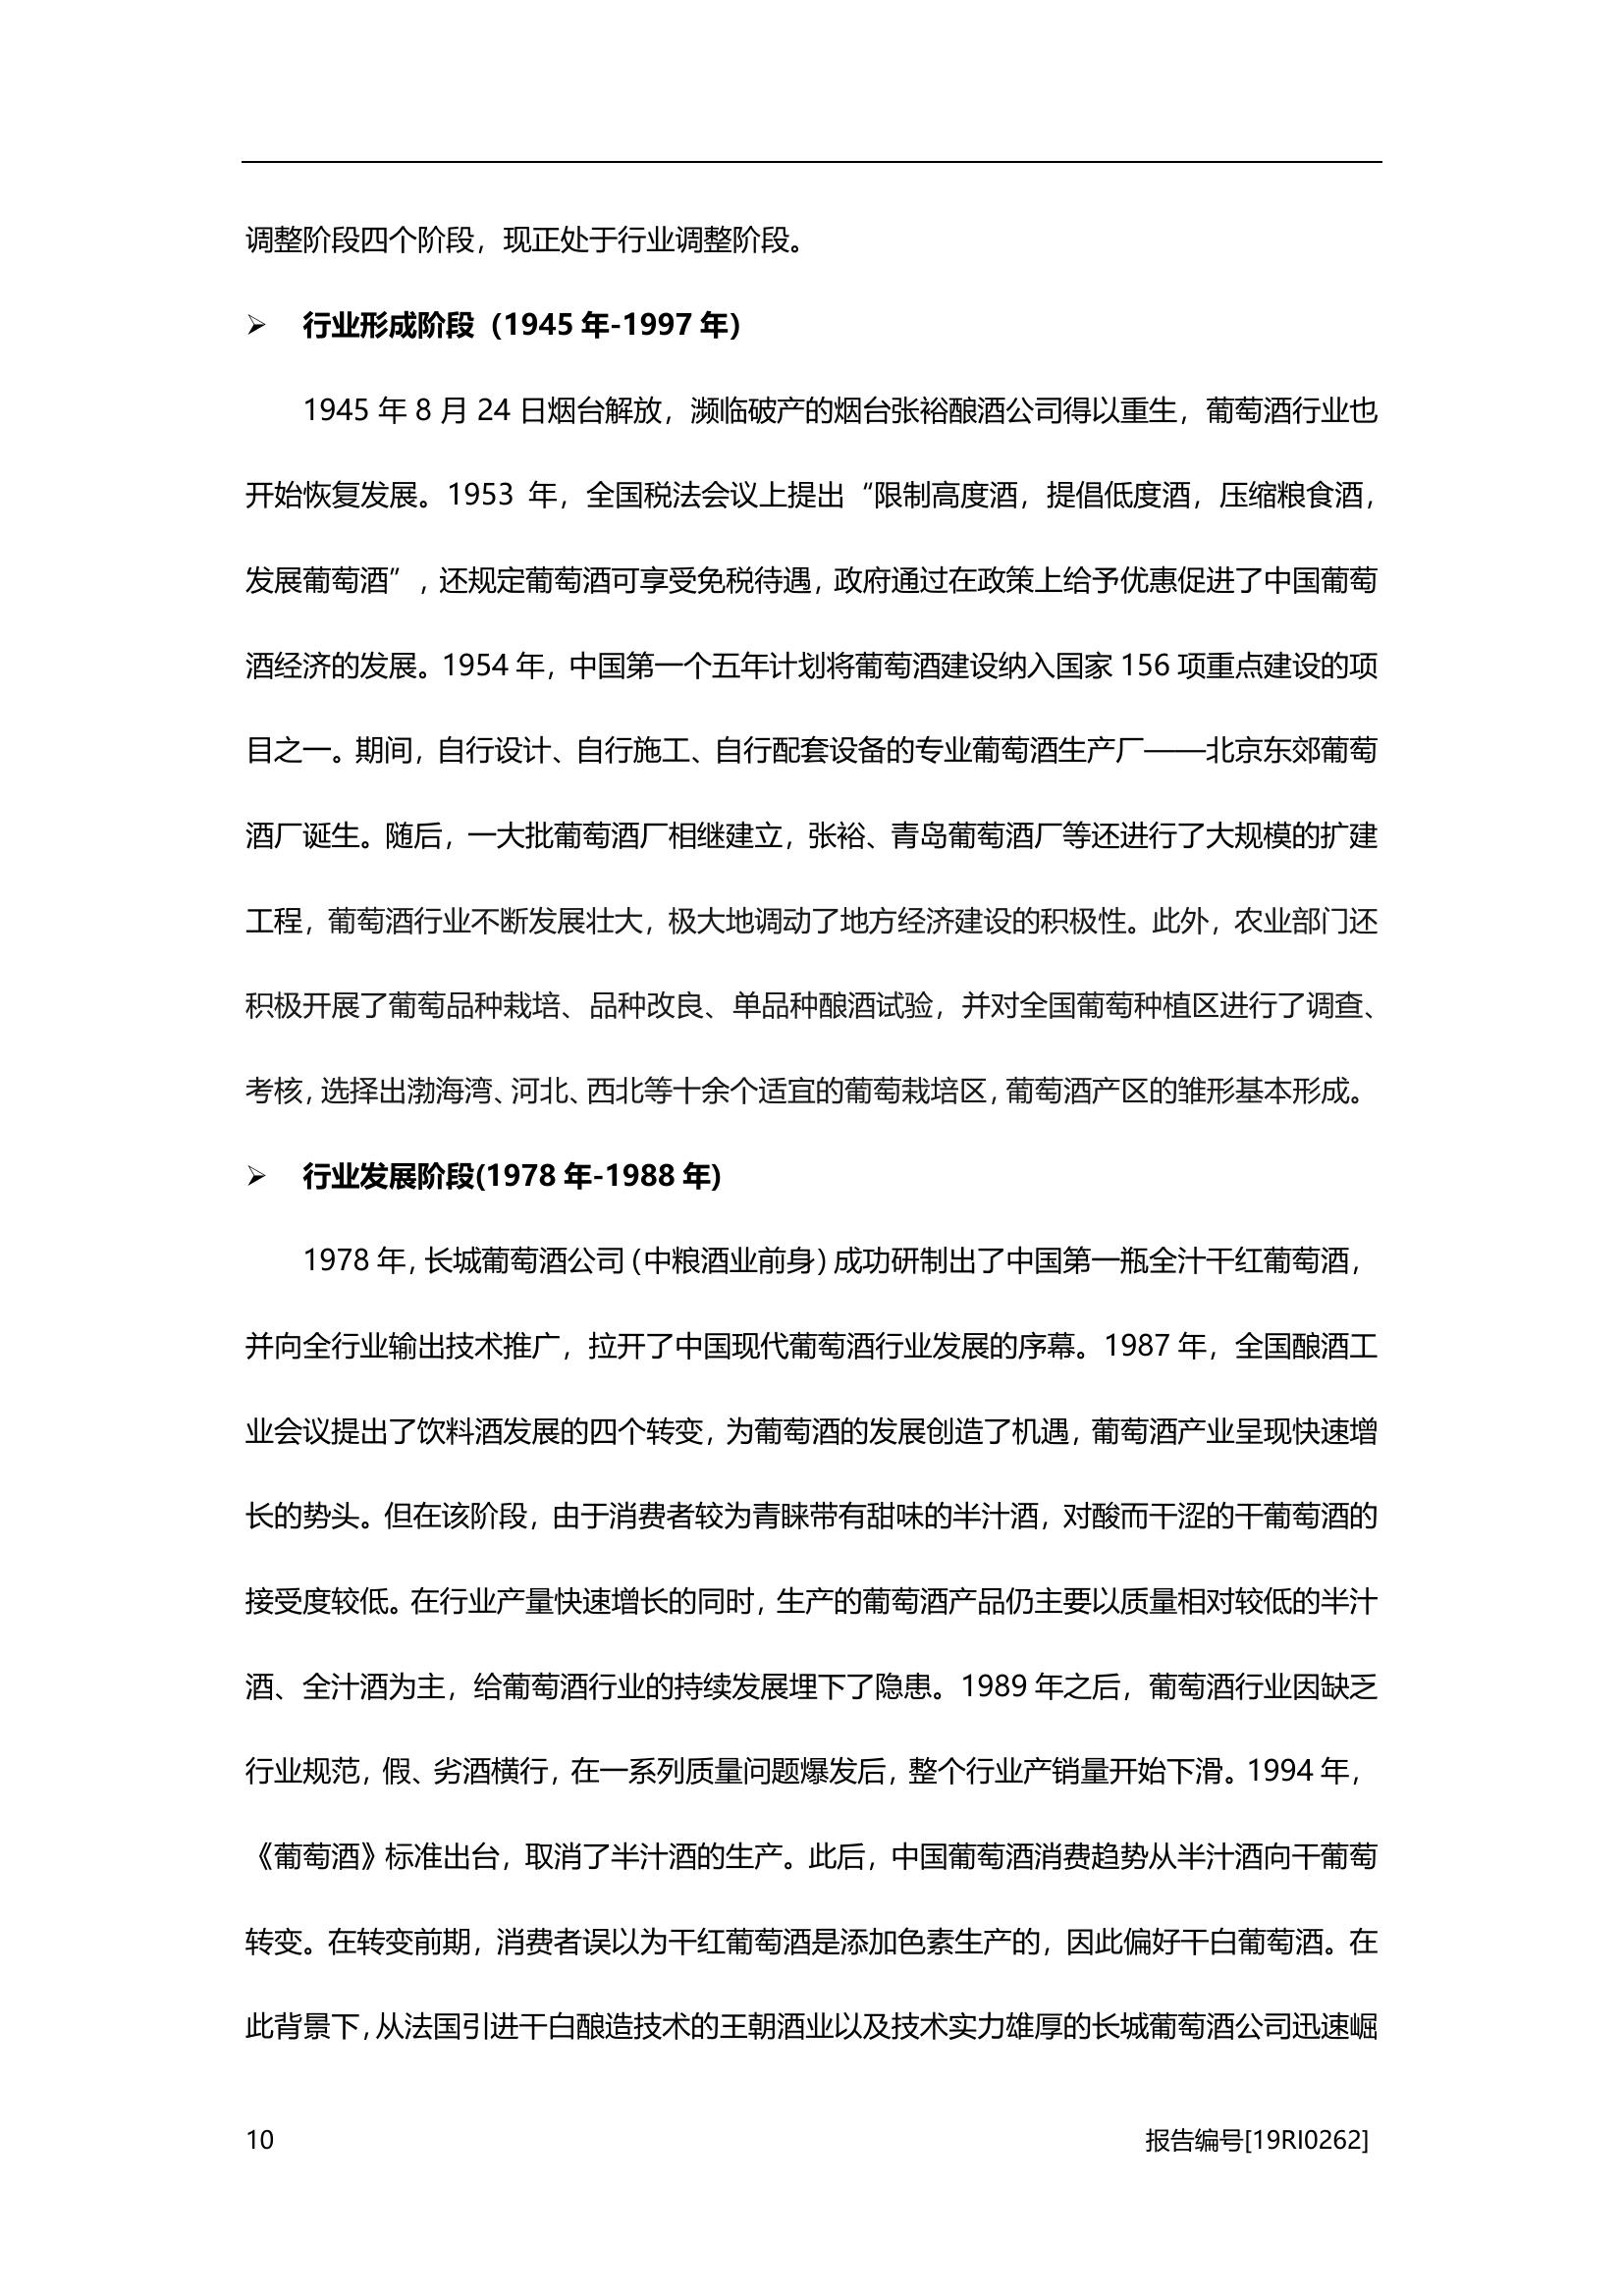 调整阶段四个阶段，现正处于行业调整阶段。
➢ 行业形成阶段（1945 年-1997 年）
1945 年 8 月 24 日烟台解放，濒临破产的烟台张裕酿酒公司得以重生，葡萄酒行业也
开始恢复发展。1953 年，全国税法会议上提出“限制高度酒，提倡低度酒，压缩粮食酒，
发展葡萄酒”，还规定葡萄酒可享受免税待遇，政府通过在政策上给予优惠促进了中国葡萄
酒经济的发展。1954 年，中国第一个五年计划将葡萄酒建设纳入国家 156 项重点建设的项
目之一。期间，自行设计、自行施工、自行配套设备的专业葡萄酒生产厂——北京东郊葡萄
酒厂诞生。随后，一大批葡萄酒厂相继建立，张裕、青岛葡萄酒厂等还进行了大规模的扩建
工程，葡萄酒行业不断发展壮大，极大地调动了地方经济建设的积极性。此外，农业部门还
积极开展了葡萄品种栽培、品种改良、单品种酿酒试验，并对全国葡萄种植区进行了调查、
考核，选择出渤海湾、河北、西北等十余个适宜的葡萄栽培区，葡萄酒产区的雏形基本形成。
➢ 行业发展阶段(1978 年-1988 年)
1978 年，长城葡萄酒公司（中粮酒业前身）成功研制出了中国第一瓶全汁干红葡萄酒，
并向全行业输出技术推广，拉开了中国现代葡萄酒行业发展的序幕。1987 年，全国酿酒工
业会议提出了饮料酒发展的四个转变，为葡萄酒的发展创造了机遇，葡萄酒产业呈现快速增
长的势头。但在该阶段，由于消费者较为青睐带有甜味的半汁酒，对酸而干涩的干葡萄酒的
接受度较低。在行业产量快速增长的同时，生产的葡萄酒产品仍主要以质量相对较低的半汁
酒、全汁酒为主，给葡萄酒行业的持续发展埋下了隐患。1989 年之后，葡萄酒行业因缺乏
行业规范，假、劣酒横行，在一系列质量问题爆发后，整个行业产销量开始下滑。1994 年，
《葡萄酒》标准出台，取消了半汁酒的生产。此后，中国葡萄酒消费趋势从半汁酒向干葡萄
转变。在转变前期，消费者误以为干红葡萄酒是添加色素生产的，因此偏好干白葡萄酒。在
此背景下，从法国引进干白酿造技术的王朝酒业以及技术实力雄厚的长城葡萄酒公司迅速崛
10 报告编号[19RI0262]